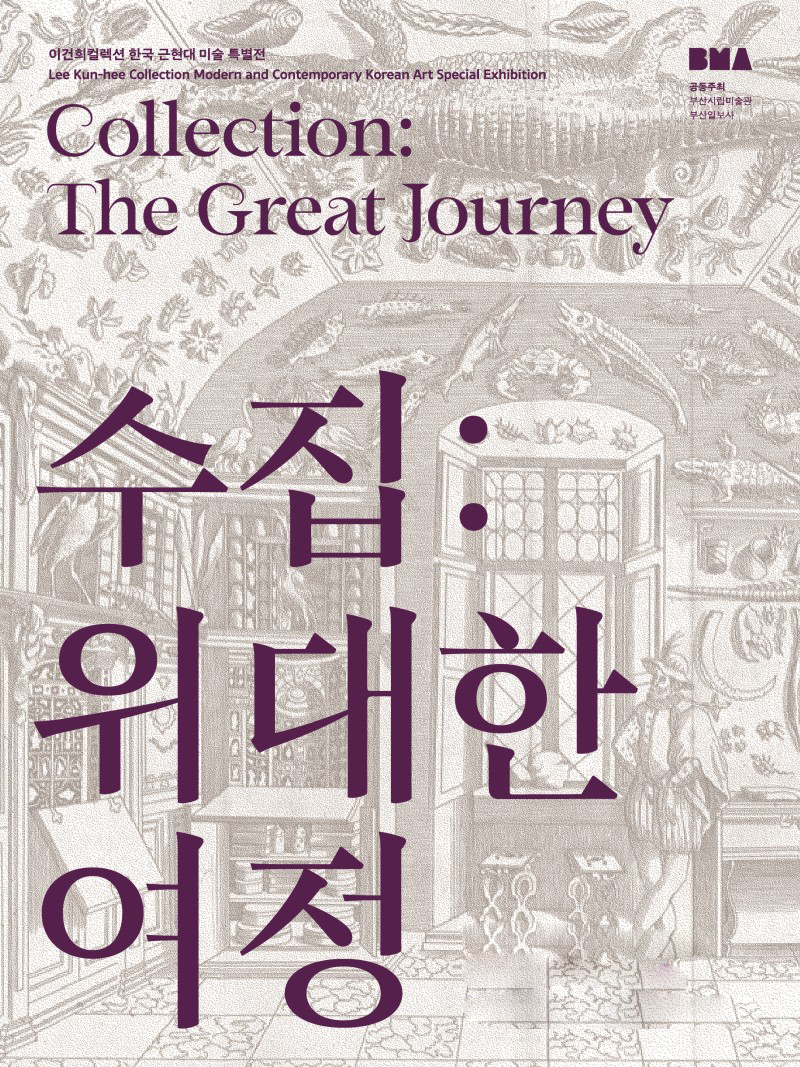 이건희컬렉션 한국 근현대 미술 특별전
Lee Kun-hee Collection Modern and Contemporary Korean Art Special Exhibition
Collection:
The Great Journey
BMA
공동주최
부산시립미술관
부산일보사
수집:
위대한
여정